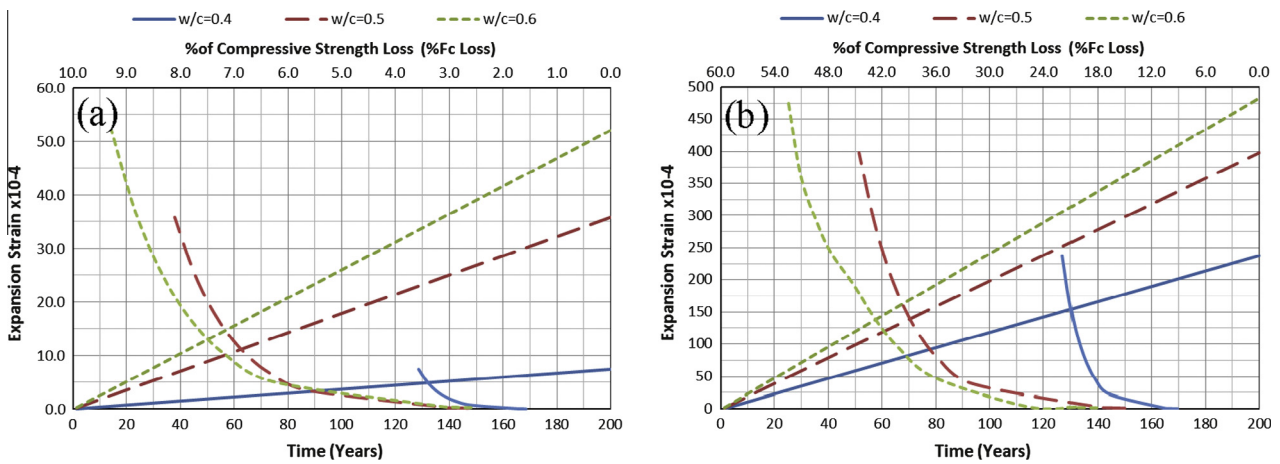 w/c=0.4 w/c=0.5 w/c=0.6
%of Compressive Strength Loss (%Fc Loss)
10.0 9.0 8.0 7.0 6.0 5.0 4.0 3.0 2.0 1.0 0.0
(a)
Expansion Strain x10-4
60.0
50.0
40.0
30.0
20.0
10.0
0.0
0 20 40 60 80 100 120 140 160 180 200
Time (Years)
w/c=0.4 w/c=0.5 w/c=0.6
%of Compressive Strength Loss (%Fc Loss)
60.0 54.0 48.0 42.0 36.0 30.0 24.0 18.0 12.0 6.0 0.0
(b)
Expansion Strain x10-4
500
450
400
350
300
250
200
150
100
50
0
0 20 40 60 80 100 120 140 160 180 200
Time (Years)